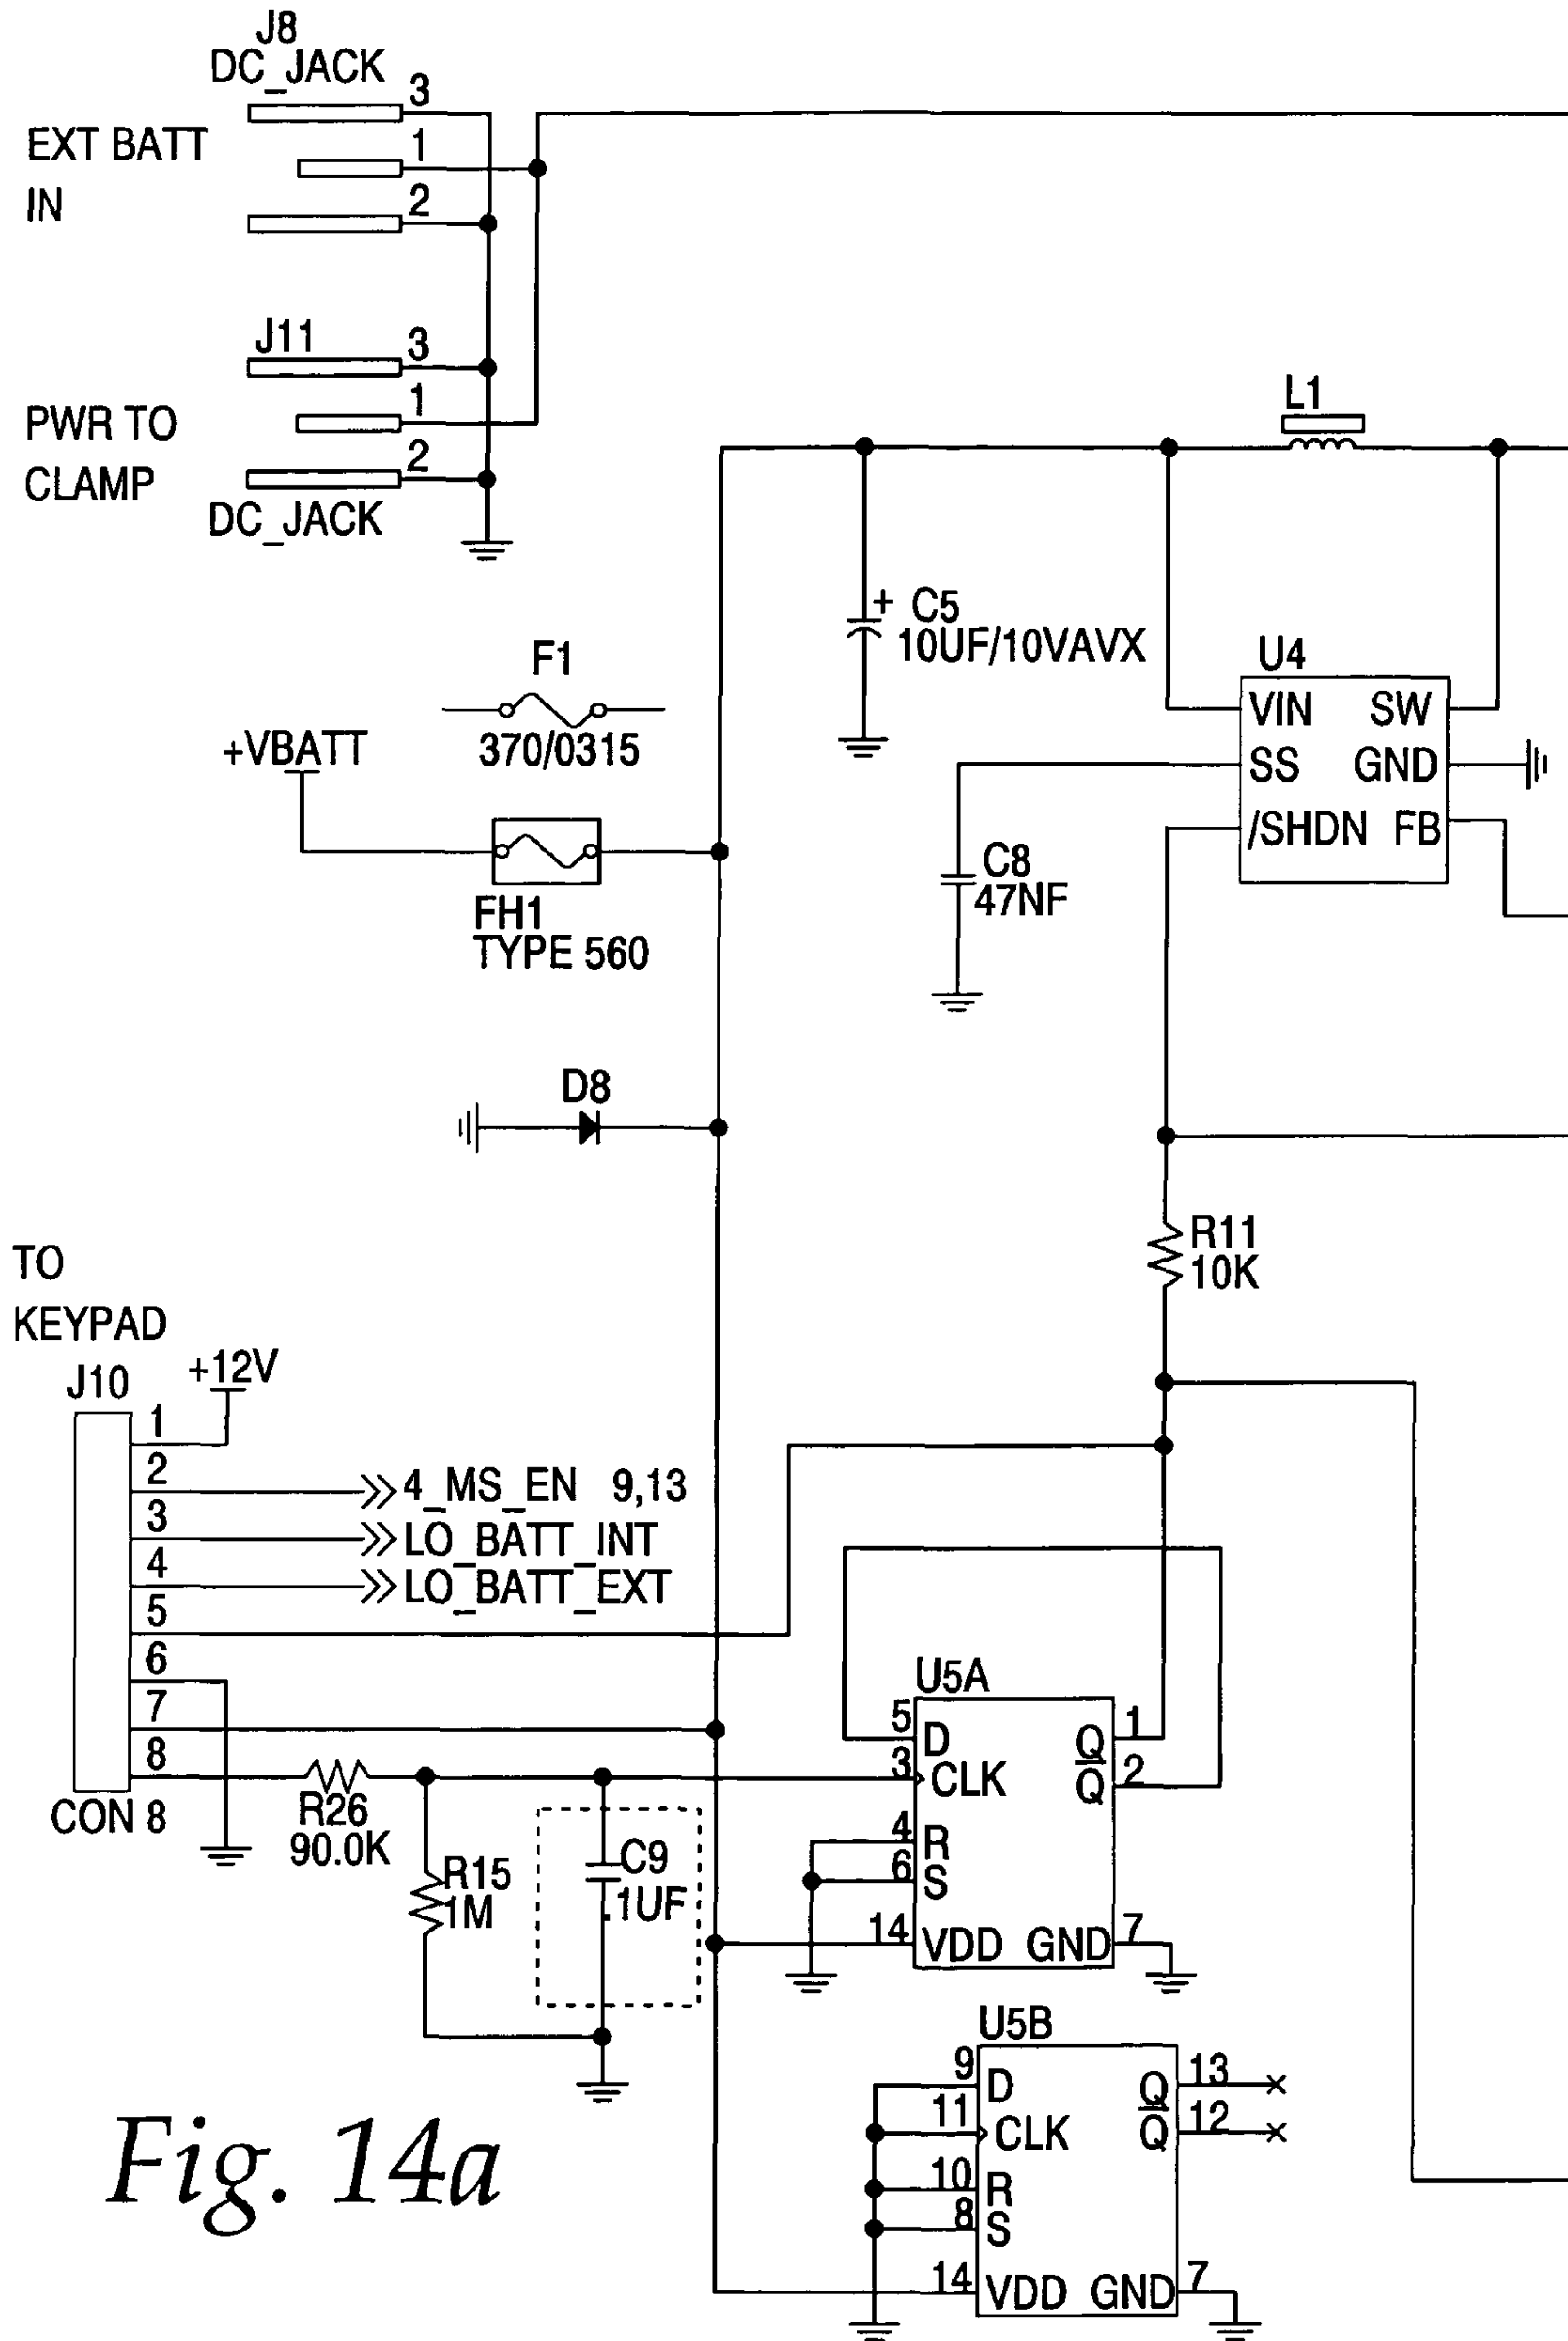 J8
DC_JACK
3
EXT BATT
1
IN
2
J11
3
PWR TO
1
CLAMP
2
DC_JACK
L1
+ C5
10UF/10VAVX
F1
370/0315
+VBATT
FH1
TYPE 560
U4
VIN SW
SS GND
/SHDN FB
C8
47NF
D8
R11
10K
TO
KEYPAD
J10
+12V
1
2
4_MS_EN 9,13
3
LO_BATT_INT
4
LO_BATT_EXT
5
6
7
8
CON 8
R26
90.0K
R15
1M
C9
.1UF
U5A
5 D Q 1
3 CLK Q 2
4 R
6 S
14 VDD GND 7
U5B
9 D Q 13
11 CLK Q 12
10 R
8 S
14 VDD GND 7
Fig. 14a